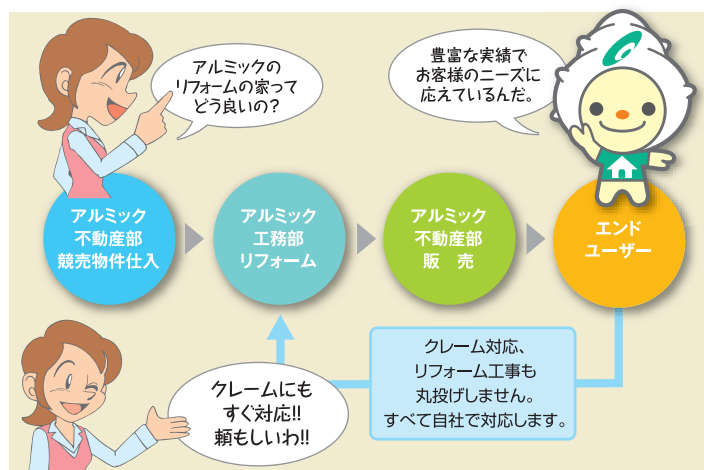 アルミックの
リフォームの家って
どう良いの？
豊富な実績で
お客様のニーズに
応えているんだ。
アルミック
不動産部
競売物件仕入
アルミック
工務部
リフォーム
アルミック
不動産部
販　売
エンド
ユーザー
クレーム対応、
リフォーム工事も
丸投げしません。
すべて自社で対応します。
クレームにも
すぐ対応!!
頼もしいわ!!